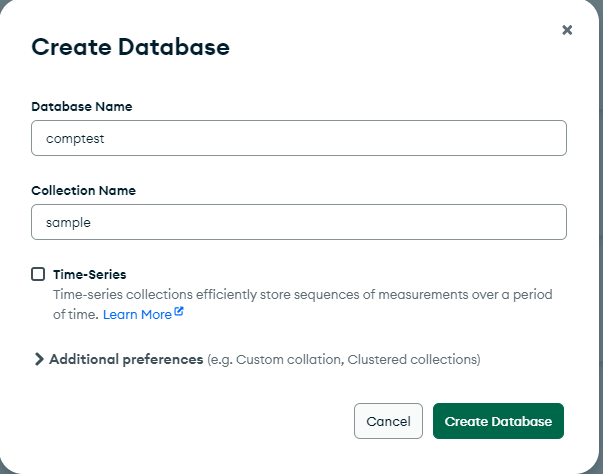 Create Database
Database Name
comptest
Collection Name
sample
Time-Series
Time-series collections efficiently store sequences of measurements over a period
of time. Learn More
Additional preferences (e.g. Custom collation, Clustered collections)
Cancel Create Database